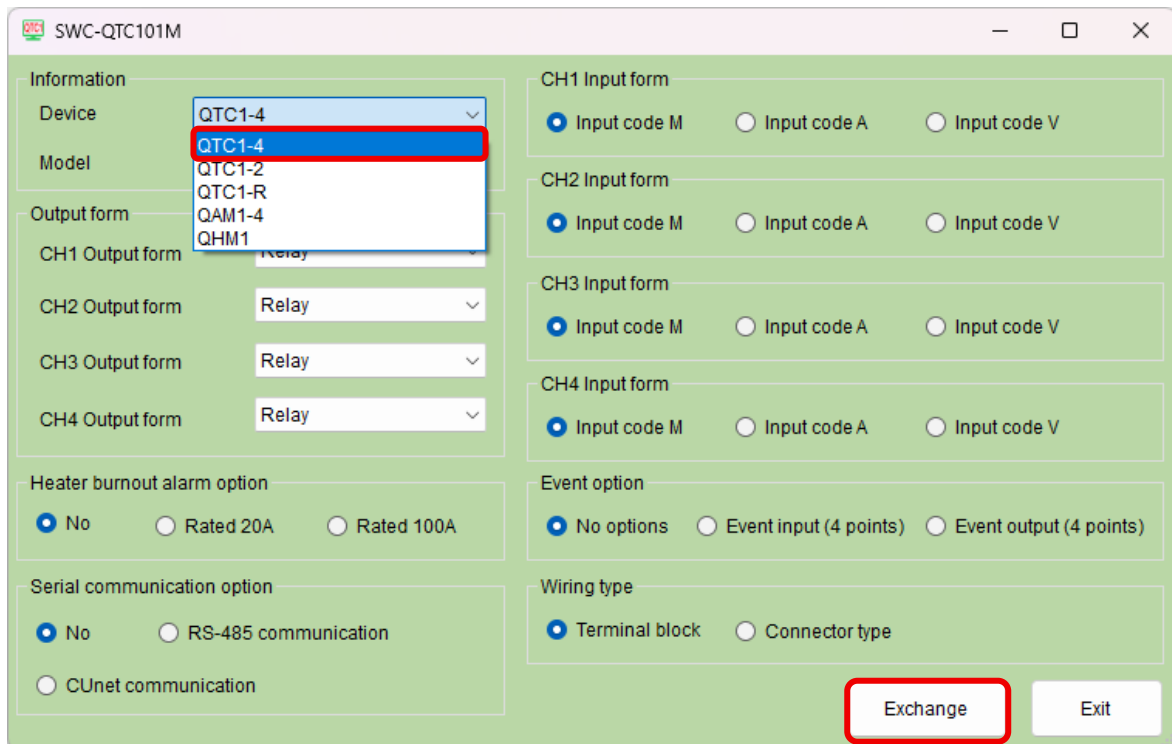 QTC1
SWC-QTC101M
Information
Device
QTC1-4
QTC1-4
QTC1-2
QTC1-R
QAM1-4
QHM1
Model
Output form
CH1 Output form
Relay
CH2 Output form
Relay
CH3 Output form
Relay
CH4 Output form
Relay
Heater burnout alarm option
No Rated 20A Rated 100A
Serial communication option
No RS-485 communication
CUnet communication
CH1 Input form
Input code M Input code A Input code V
CH2 Input form
Input code M Input code A Input code V
CH3 Input form
Input code M Input code A Input code V
CH4 Input form
Input code M Input code A Input code V
Event option
No options Event input (4 points) Event output (4 points)
Wiring type
Terminal block Connector type
Exchange Exit